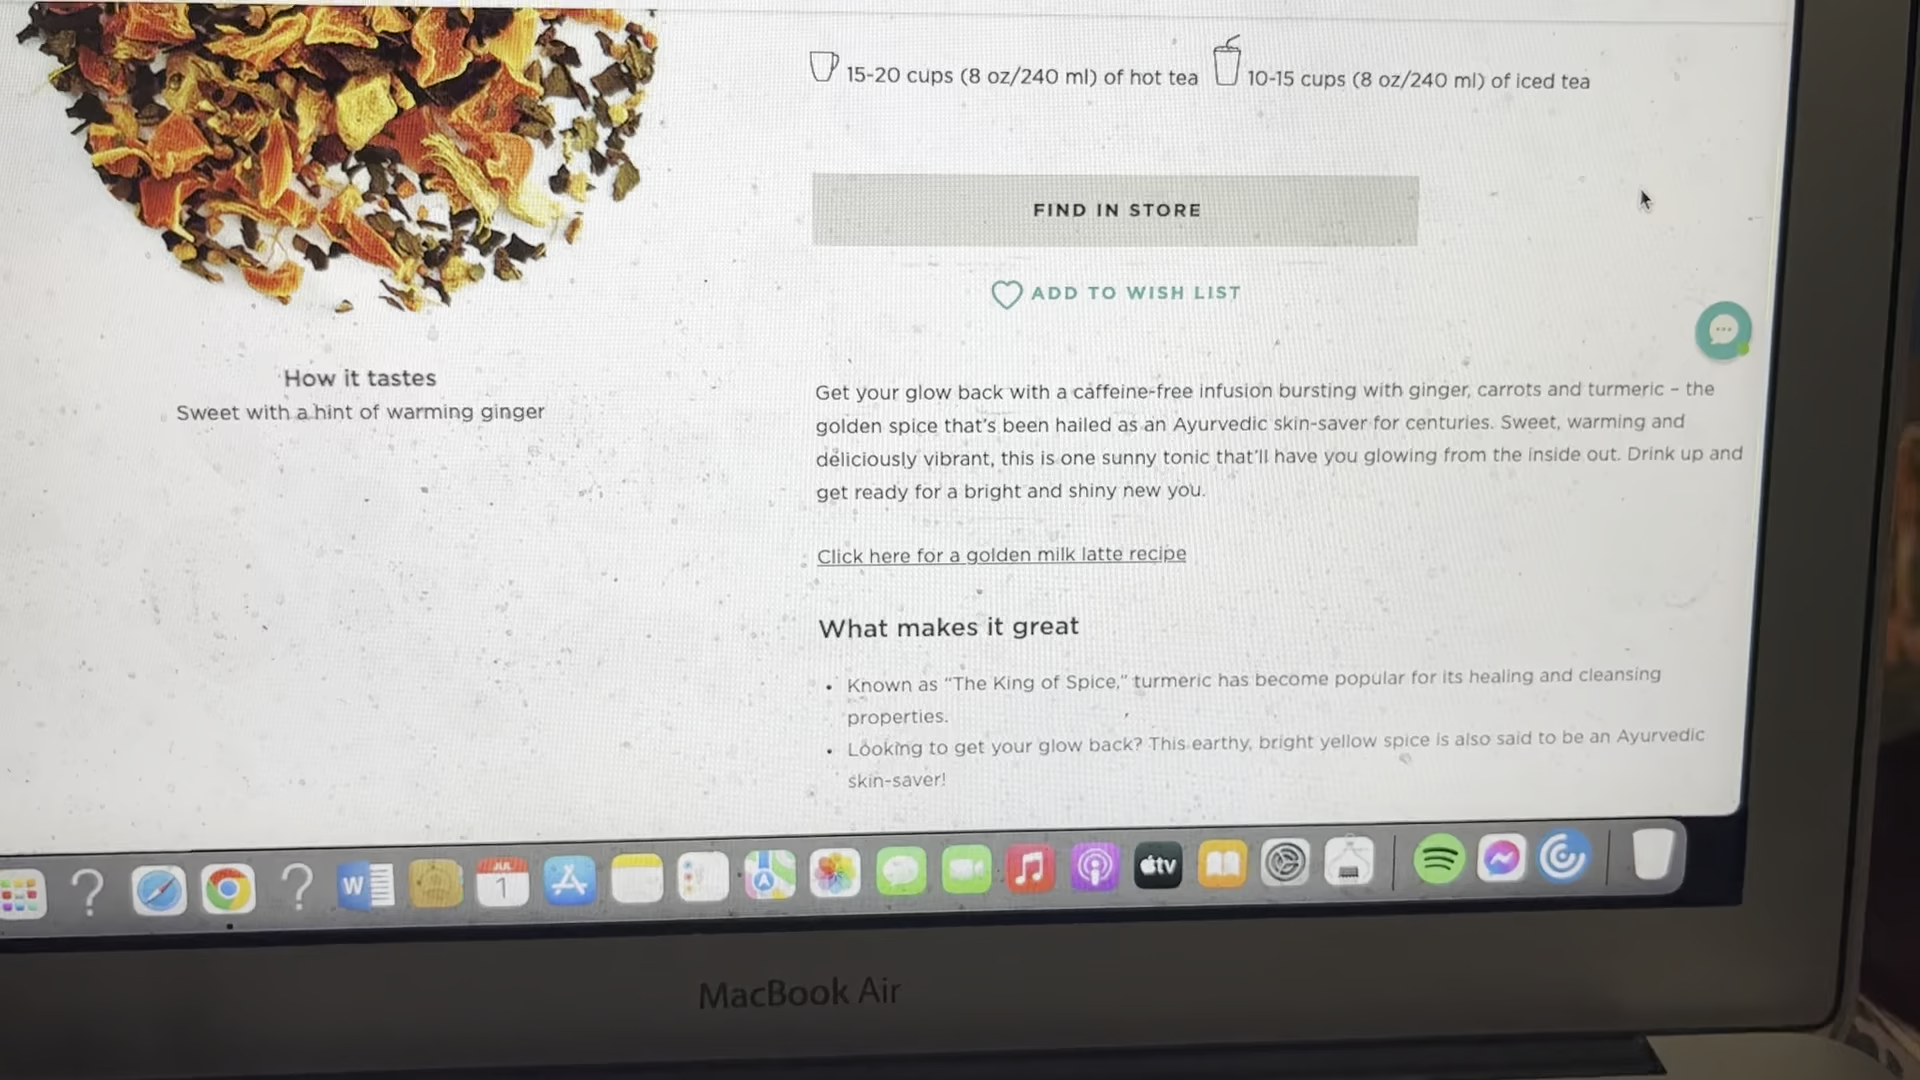 15-20 cups (8 oz/240 ml) of hot tea
10-15 cups (8 oz/240 ml) of iced tea
FIND IN STORE
ADD TO WISH LIST
How it tastes
Sweet with a hint of warming ginger
Get your glow back with a caffeine-free infusion bursting with ginger, carrots and turmeric – the
golden spice that's been hailed as an Ayurvedic skin-saver for centuries. Sweet, warming and
deliciously vibrant, this is one sunny tonic that'll have you glowing from the inside out. Drink up and
get ready for a bright and shiny new you.
Click here for a golden milk latte recipe
What makes it great
• Known as “The King of Spice,” turmeric has become popular for its healing and cleansing
properties.
• Looking to get your glow back? This earthy, bright yellow spice is also said to be an Ayurvedic
skin-saver!
W
JUL
1
tv
MacBook Air